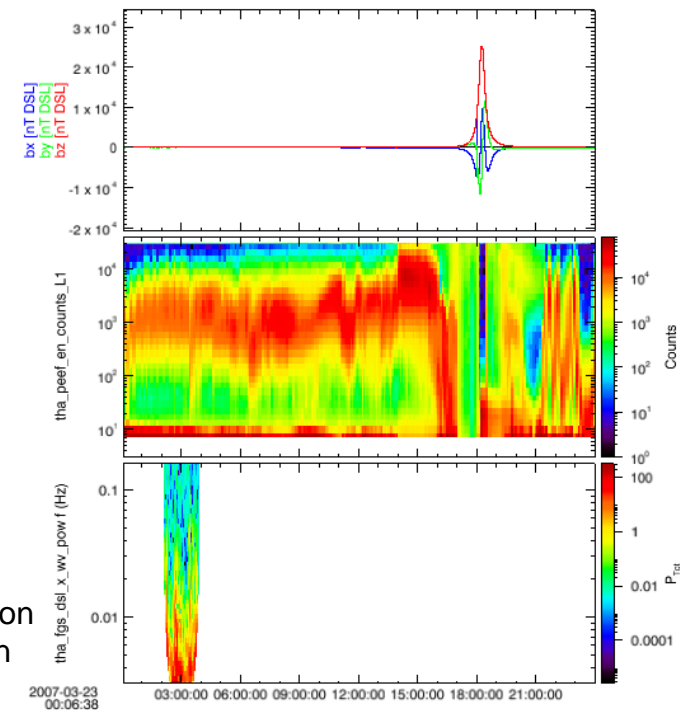 3 x 10⁴
2 x 10⁴
1 x 10⁴
0
-1 x 10⁴
-2 x 10⁴
bx [nT DSL]
by [nT DSL]
bz [nT DSL]
10⁴
10³
10²
10¹
tha_peef_en_counts_L1
10⁴
10³
10²
10¹
10⁰
Counts
0.1
0.01
tha_fgs_dsl_x_wv_pow f (Hz)
100
1
0.01
0.0001
P_Tct
on
n
2007-03-23
00:06:38
03:00:00 06:00:00 09:00:00 12:00:00 15:00:00 18:00:00 21:00:00